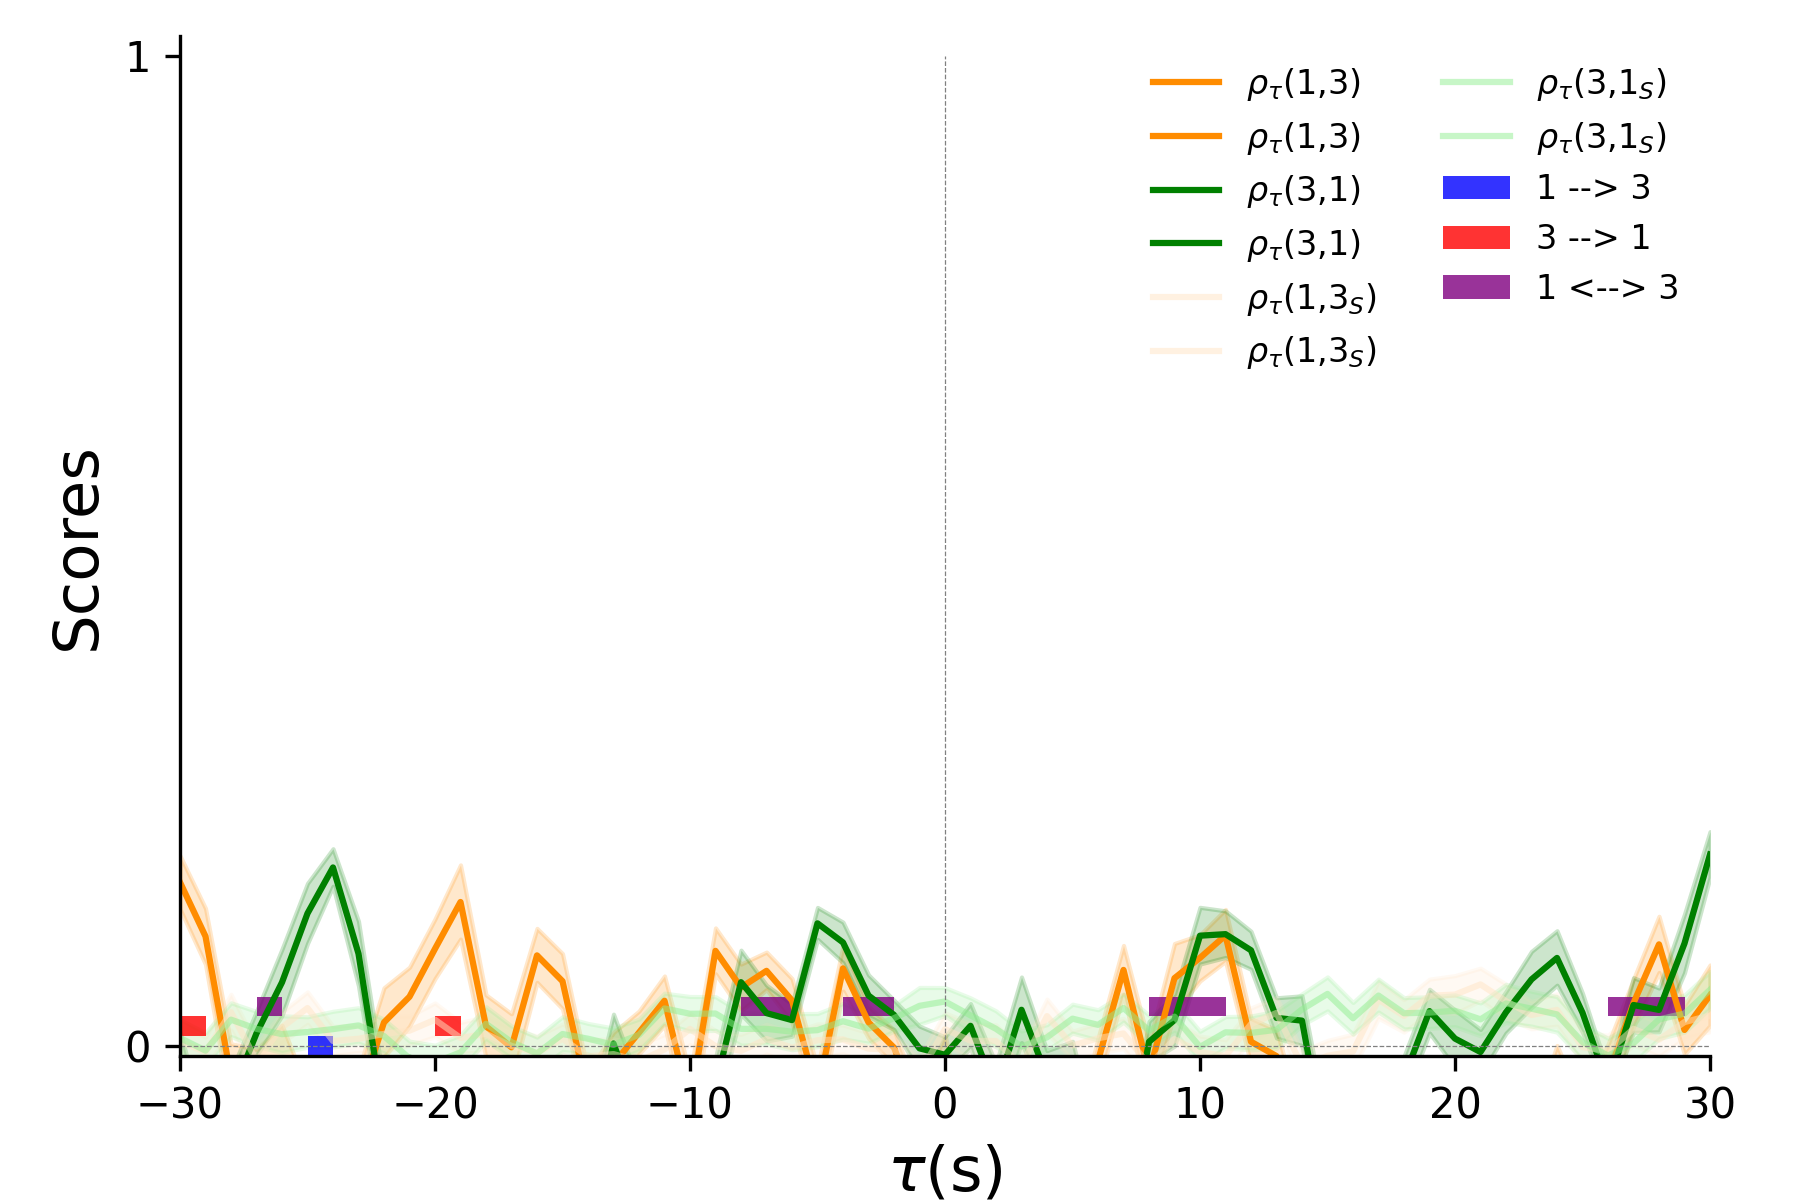 1
0
Scores
−30 −20 −10 0 10 20 30
τ(s)
ρτ(1,3)
ρτ(1,3)
ρτ(3,1)
ρτ(3,1)
ρτ(1,3S)
ρτ(1,3S)
ρτ(3,1S)
ρτ(3,1S)
1 --> 3
3 --> 1
1 <--> 3